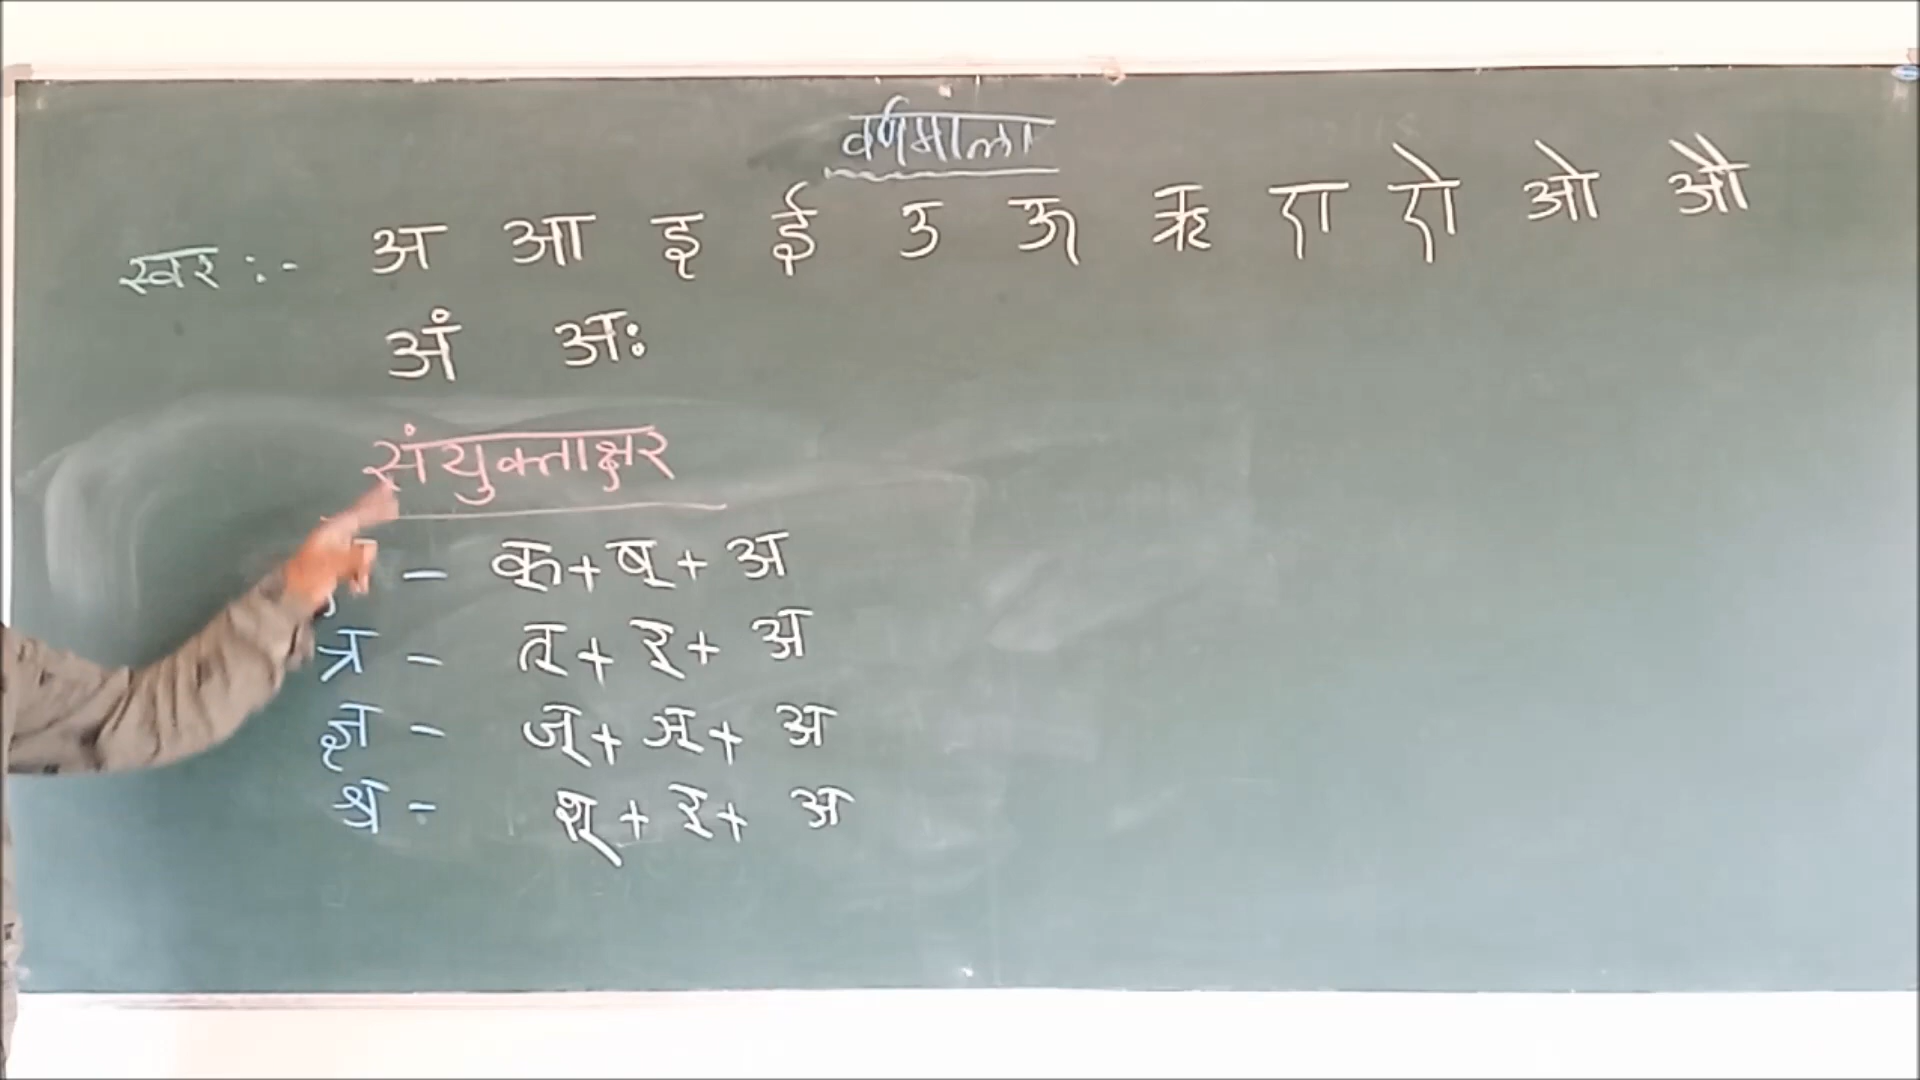 वर्णमाला
स्वर :- अ आ इ ई उ ऊ ऋ ए ऐ ओ औ
अं अः
संयुक्ताक्षर
- क्+ष्+ अ
त्र - त्+र्+ अ
ज्ञ - ज्+ञ्+ अ
श्र - श्+र्+ अ